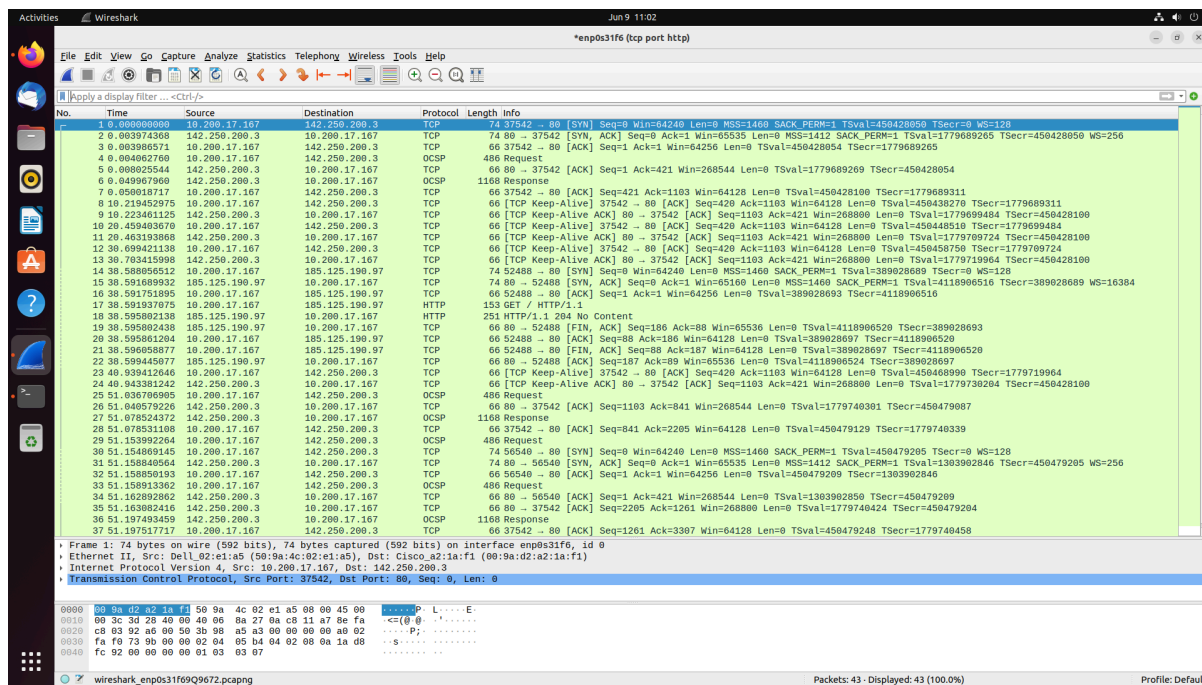 Activities Wireshark Jun 9 11:02
*enp0s31f6 (tcp port http)
File Edit View Go Capture Analyze Statistics Telephony Wireless Tools Help
Apply a display filter ... <Ctrl-/>
No. Time Source Destination Protocol Length Info
1 0.000000000 10.200.17.167 142.250.200.3 TCP 74 37542 → 80 [SYN] Seq=0 Win=64240 Len=0 MSS=1460 SACK_PERM=1 TSval=450428050 TSecr=0 WS=128
2 0.003974368 142.250.200.3 10.200.17.167 TCP 74 80 → 37542 [SYN, ACK] Seq=0 Ack=1 Win=65535 Len=0 MSS=1412 SACK_PERM=1 TSval=1779689265 TSecr=450428050 WS=256
3 0.003986571 10.200.17.167 142.250.200.3 TCP 66 37542 → 80 [ACK] Seq=1 Ack=1 Win=64256 Len=0 TSval=450428054 TSecr=1779689265
4 0.004062760 10.200.17.167 142.250.200.3 OCSP 486 Request
5 0.008025544 142.250.200.3 10.200.17.167 TCP 66 80 → 37542 [ACK] Seq=1 Ack=421 Win=268544 Len=0 TSval=1779689269 TSecr=450428054
6 0.049967960 142.250.200.3 10.200.17.167 OCSP 1168 Response
7 0.050018717 10.200.17.167 142.250.200.3 TCP 66 37542 → 80 [ACK] Seq=421 Ack=1103 Win=64128 Len=0 TSval=450428100 TSecr=1779689311
8 10.219452975 10.200.17.167 142.250.200.3 TCP 66 [TCP Keep-Alive] 37542 → 80 [ACK] Seq=420 Ack=1103 Win=64128 Len=0 TSval=450438270 TSecr=1779689311
9 10.223461125 142.250.200.3 10.200.17.167 TCP 66 [TCP Keep-Alive ACK] 80 → 37542 [ACK] Seq=1103 Ack=421 Win=268800 Len=0 TSval=1779699484 TSecr=450428100
10 20.459403670 10.200.17.167 142.250.200.3 TCP 66 [TCP Keep-Alive] 37542 → 80 [ACK] Seq=420 Ack=1103 Win=64128 Len=0 TSval=450448510 TSecr=1779699484
11 20.463193868 142.250.200.3 10.200.17.167 TCP 66 [TCP Keep-Alive ACK] 80 → 37542 [ACK] Seq=1103 Ack=421 Win=268800 Len=0 TSval=1779709724 TSecr=450428100
12 30.699421138 10.200.17.167 142.250.200.3 TCP 66 [TCP Keep-Alive] 37542 → 80 [ACK] Seq=420 Ack=1103 Win=64128 Len=0 TSval=450458750 TSecr=1779709724
13 30.703415998 142.250.200.3 10.200.17.167 TCP 66 [TCP Keep-Alive ACK] 80 → 37542 [ACK] Seq=1103 Ack=421 Win=268800 Len=0 TSval=1779719964 TSecr=450428100
14 38.588056512 10.200.17.167 185.125.190.97 TCP 74 52488 → 80 [SYN] Seq=0 Win=64240 Len=0 MSS=1460 SACK_PERM=1 TSval=389028689 TSecr=0 WS=128
15 38.591689932 185.125.190.97 10.200.17.167 TCP 74 80 → 52488 [SYN, ACK] Seq=0 Ack=1 Win=65160 Len=0 MSS=1460 SACK_PERM=1 TSval=4118906516 TSecr=389028689 WS=16384
16 38.591751895 10.200.17.167 185.125.190.97 TCP 66 52488 → 80 [ACK] Seq=1 Ack=1 Win=64256 Len=0 TSval=389028693 TSecr=4118906516
17 38.591937075 10.200.17.167 185.125.190.97 HTTP 153 GET / HTTP/1.1
18 38.595802138 185.125.190.97 10.200.17.167 HTTP 251 HTTP/1.1 204 No Content
19 38.595802438 185.125.190.97 10.200.17.167 TCP 66 80 → 52488 [FIN, ACK] Seq=186 Ack=88 Win=65536 Len=0 TSval=4118906520 TSecr=389028693
20 38.595861204 10.200.17.167 185.125.190.97 TCP 66 52488 → 80 [ACK] Seq=88 Ack=186 Win=64128 Len=0 TSval=389028697 TSecr=4118906520
21 38.596058877 10.200.17.167 185.125.190.97 TCP 66 52488 → 80 [FIN, ACK] Seq=88 Ack=187 Win=64128 Len=0 TSval=389028697 TSecr=4118906520
22 38.599445077 185.125.190.97 10.200.17.167 TCP 66 80 → 52488 [ACK] Seq=187 Ack=89 Win=65536 Len=0 TSval=4118906524 TSecr=389028697
23 40.939412646 10.200.17.167 142.250.200.3 TCP 66 [TCP Keep-Alive] 37542 → 80 [ACK] Seq=420 Ack=1103 Win=64128 Len=0 TSval=450468990 TSecr=1779719964
24 40.943381242 142.250.200.3 10.200.17.167 TCP 66 [TCP Keep-Alive ACK] 80 → 37542 [ACK] Seq=1103 Ack=421 Win=268800 Len=0 TSval=1779730204 TSecr=450428100
25 51.036706905 10.200.17.167 142.250.200.3 OCSP 486 Request
26 51.040579226 142.250.200.3 10.200.17.167 TCP 66 80 → 37542 [ACK] Seq=1103 Ack=841 Win=268544 Len=0 TSval=1779740301 TSecr=450479087
27 51.078524372 142.250.200.3 10.200.17.167 OCSP 1168 Response
28 51.078531108 10.200.17.167 142.250.200.3 TCP 66 37542 → 80 [ACK] Seq=841 Ack=2205 Win=64128 Len=0 TSval=450479129 TSecr=1779740339
29 51.153992264 10.200.17.167 142.250.200.3 OCSP 486 Request
30 51.154869145 10.200.17.167 142.250.200.3 TCP 74 56540 → 80 [SYN] Seq=0 Win=64240 Len=0 MSS=1460 SACK_PERM=1 TSval=450479205 TSecr=0 WS=128
31 51.158840564 142.250.200.3 10.200.17.167 TCP 74 80 → 56540 [SYN, ACK] Seq=0 Ack=1 Win=65535 Len=0 MSS=1412 SACK_PERM=1 TSval=1303902846 TSecr=450479205 WS=256
32 51.158850193 10.200.17.167 142.250.200.3 TCP 66 56540 → 80 [ACK] Seq=1 Ack=1 Win=64256 Len=0 TSval=450479209 TSecr=1303902846
33 51.158913362 10.200.17.167 142.250.200.3 OCSP 486 Request
34 51.162892862 142.250.200.3 10.200.17.167 TCP 66 80 → 56540 [ACK] Seq=1 Ack=421 Win=268544 Len=0 TSval=1303902850 TSecr=450479209
35 51.163082416 142.250.200.3 10.200.17.167 TCP 66 80 → 37542 [ACK] Seq=2205 Ack=1261 Win=268800 Len=0 TSval=1779740424 TSecr=450479204
36 51.197493459 142.250.200.3 10.200.17.167 OCSP 1168 Response
37 51.197517717 10.200.17.167 142.250.200.3 TCP 66 37542 → 80 [ACK] Seq=1261 Ack=3307 Win=64128 Len=0 TSval=450479248 TSecr=1779740458
Frame 1: 74 bytes on wire (592 bits), 74 bytes captured (592 bits) on interface enp0s31f6, id 0
Ethernet II, Src: Dell_02:e1:a5 (50:9a:4c:02:e1:a5), Dst: Cisco_a2:1a:f1 (00:9a:d2:a2:1a:f1)
Internet Protocol Version 4, Src: 10.200.17.167, Dst: 142.250.200.3
Transmission Control Protocol, Src Port: 37542, Dst Port: 80, Seq: 0, Len: 0
0000 00 9a d2 a2 1a f1 50 9a 4c 02 e1 a5 08 00 45 00 ······P· L·····E·
0010 00 3c 3d 28 40 00 40 06 8a 27 0a c8 11 a7 8e fa ·<=(@·@· ·'······
0020 c8 03 92 a6 00 50 3b 98 a5 a3 00 00 00 00 a0 02 ·····P;· ········
0030 fa f0 73 9b 00 00 02 04 05 b4 04 02 08 0a 1a d8 ··s····· ········
0040 fc 92 00 00 00 00 01 03 03 07 ········ ··
wireshark_enp0s31f69Q9672.pcapng Packets: 43 · Displayed: 43 (100.0%) Profile: Defau